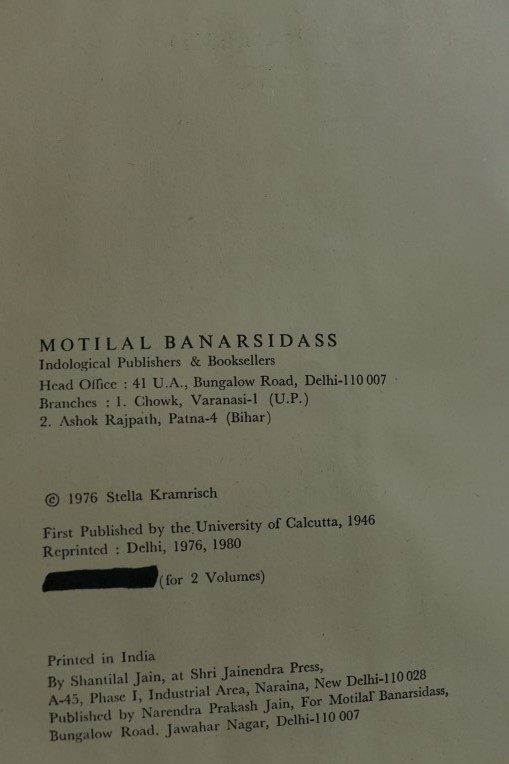 MOTILAL BANARSIDASS
Indological Publishers & Booksellers
Head Office : 41 U.A., Bungalow Road, Delhi-110 007
Branches : 1. Chowk, Varanasi-1 (U.P.)
2. Ashok Rajpath, Patna-4 (Bihar)
© 1976 Stella Kramrisch
First Published by the University of Calcutta, 1946
Reprinted : Delhi, 1976, 1980
(for 2 Volumes)
Printed in India
By Shantilal Jain, at Shri Jainendra Press,
A-45, Phase I, Industrial Area, Naraina, New Delhi-110 028
Published by Narendra Prakash Jain, For Motilal Banarsidass,
Bungalow Road. Jawahar Nagar, Delhi-110 007